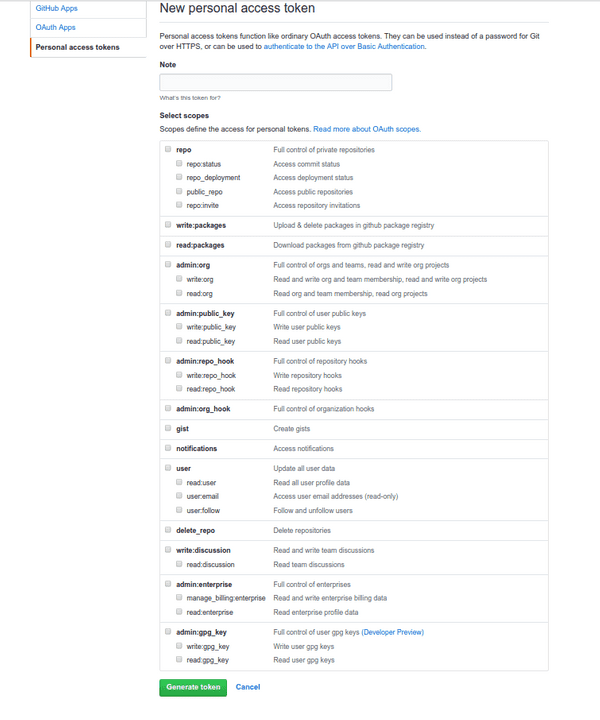 GitHub Apps
OAuth Apps
Personal access tokens
New personal access token
Personal access tokens function like ordinary OAuth access tokens. They can be used instead of a password for Git
over HTTPS, or can be used to authenticate to the API over Basic Authentication.
Note
What's this token for?
Select scopes
Scopes define the access for personal tokens. Read more about OAuth scopes.
repo Full control of private repositories
repo:status Access commit status
repo_deployment Access deployment status
public_repo Access public repositories
repo:invite Access repository invitations
write:packages Upload & delete packages in github package registry
read:packages Download packages from github package registry
admin:org Full control of orgs and teams, read and write org projects
write:org Read and write org and team membership, read and write org projects
read:org Read org and team membership, read org projects
admin:public_key Full control of user public keys
write:public_key Write user public keys
read:public_key Read user public keys
admin:repo_hook Full control of repository hooks
write:repo_hook Write repository hooks
read:repo_hook Read repository hooks
admin:org_hook Full control of organization hooks
gist Create gists
notifications Access notifications
user Update all user data
read:user Read all user profile data
user:email Access user email addresses (read-only)
user:follow Follow and unfollow users
delete_repo Delete repositories
write:discussion Read and write team discussions
read:discussion Read team discussions
admin:enterprise Full control of enterprises
manage_billing:enterprise Read and write enterprise billing data
read:enterprise Read enterprise profile data
admin:gpg_key Full control of user gpg keys (Developer Preview)
write:gpg_key Write user gpg keys
read:gpg_key Read user gpg keys
Generate token Cancel